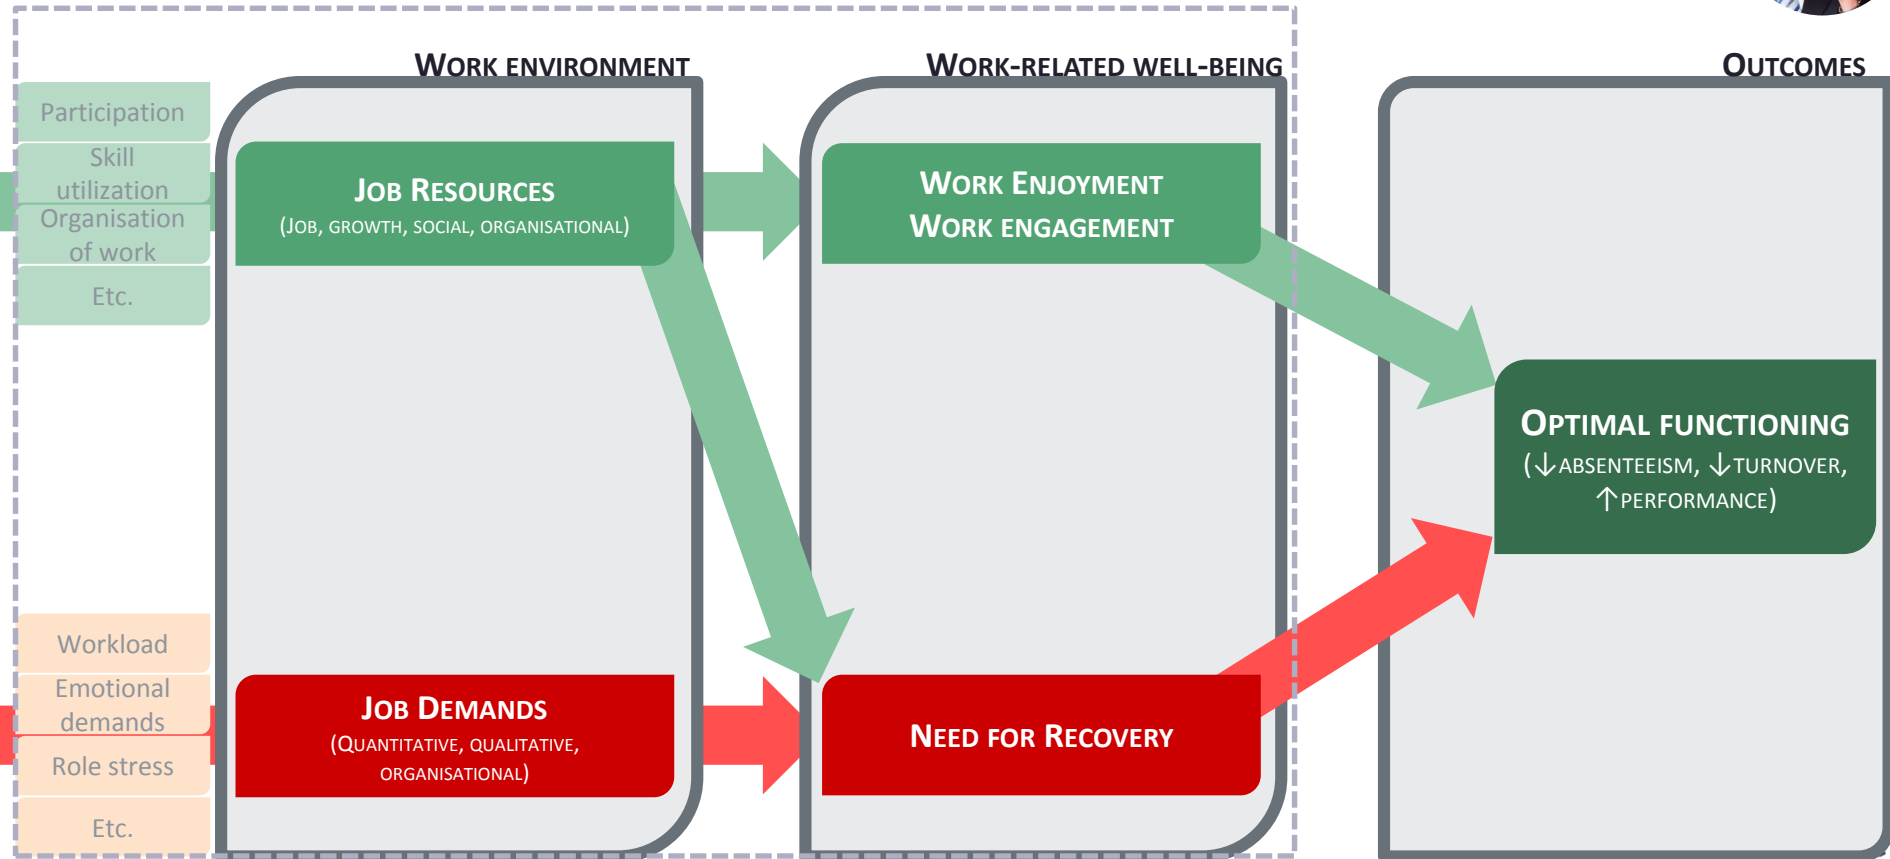 WORK ENVIRONMENT
WORK-RELATED WELL-BEING
OUTCOMES
Participation
Skill
utilization
Organisation
of work
Etc.
JOB RESOURCES
(JOB, GROWTH, SOCIAL, ORGANISATIONAL)
WORK ENJOYMENT
WORK ENGAGEMENT
OPTIMAL FUNCTIONING
(↓ABSENTEEISM, ↓TURNOVER,
↑PERFORMANCE)
Workload
Emotional
demands
Role stress
Etc.
JOB DEMANDS
(QUANTITATIVE, QUALITATIVE,
ORGANISATIONAL)
NEED FOR RECOVERY